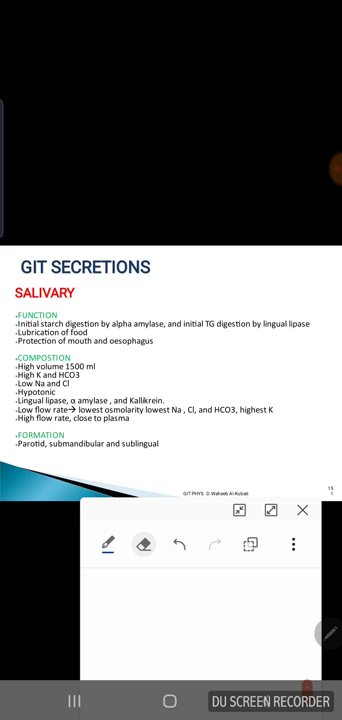 GIT SECRETIONS
SALIVARY
FUNCTION
Initial starch digestion by alpha amylase, and initial TG digestion by lingual lipase
Lubrication of food
Protection of mouth and oesophagus
COMPOSTION
High volume 1500 ml
High K and HCO3
Low Na and Cl
Hypotonic
Lingual lipase, α amylase , and Kallikrein.
Low flow rate→ lowest osmolarity lowest Na , Cl, and HCO3, highest K
High flow rate, close to plasma
FORMATION
Parotid, submandibular and sublingual
GIT PHYS D.Waheeb Al-Kubati
15
1
DU SCREEN RECORDER